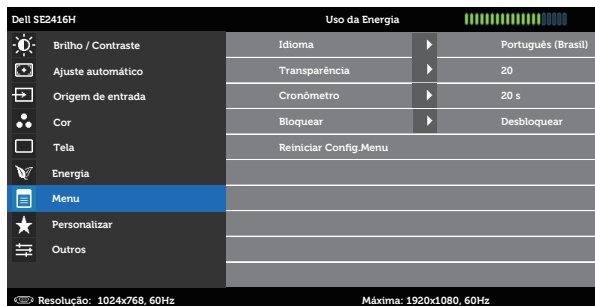 Dell SE2416H Uso da Energia
Brilho / Contraste Idioma Português (Brasil)
Ajuste automático Transparência 20
Origem de entrada Cronômetro 20 s
Cor Bloquear Desbloquear
Tela Reiniciar Config.Menu
Energia
Menu
Personalizar
Outros
Resolução: 1024x768, 60Hz Máxima: 1920x1080, 60Hz